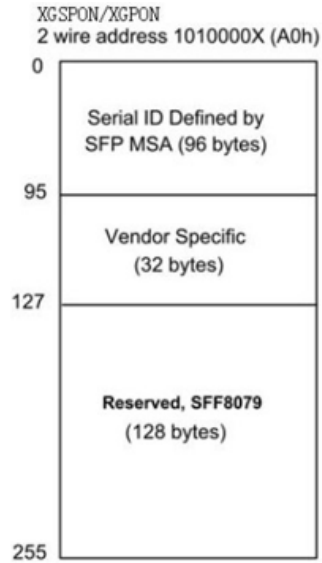 XGSPON/XGPON
2 wire address 1010000X (A0h)
0
Serial ID Defined by
SFP MSA (96 bytes)
95
Vendor Specific
(32 bytes)
127
Reserved, SFF8079
(128 bytes)
255